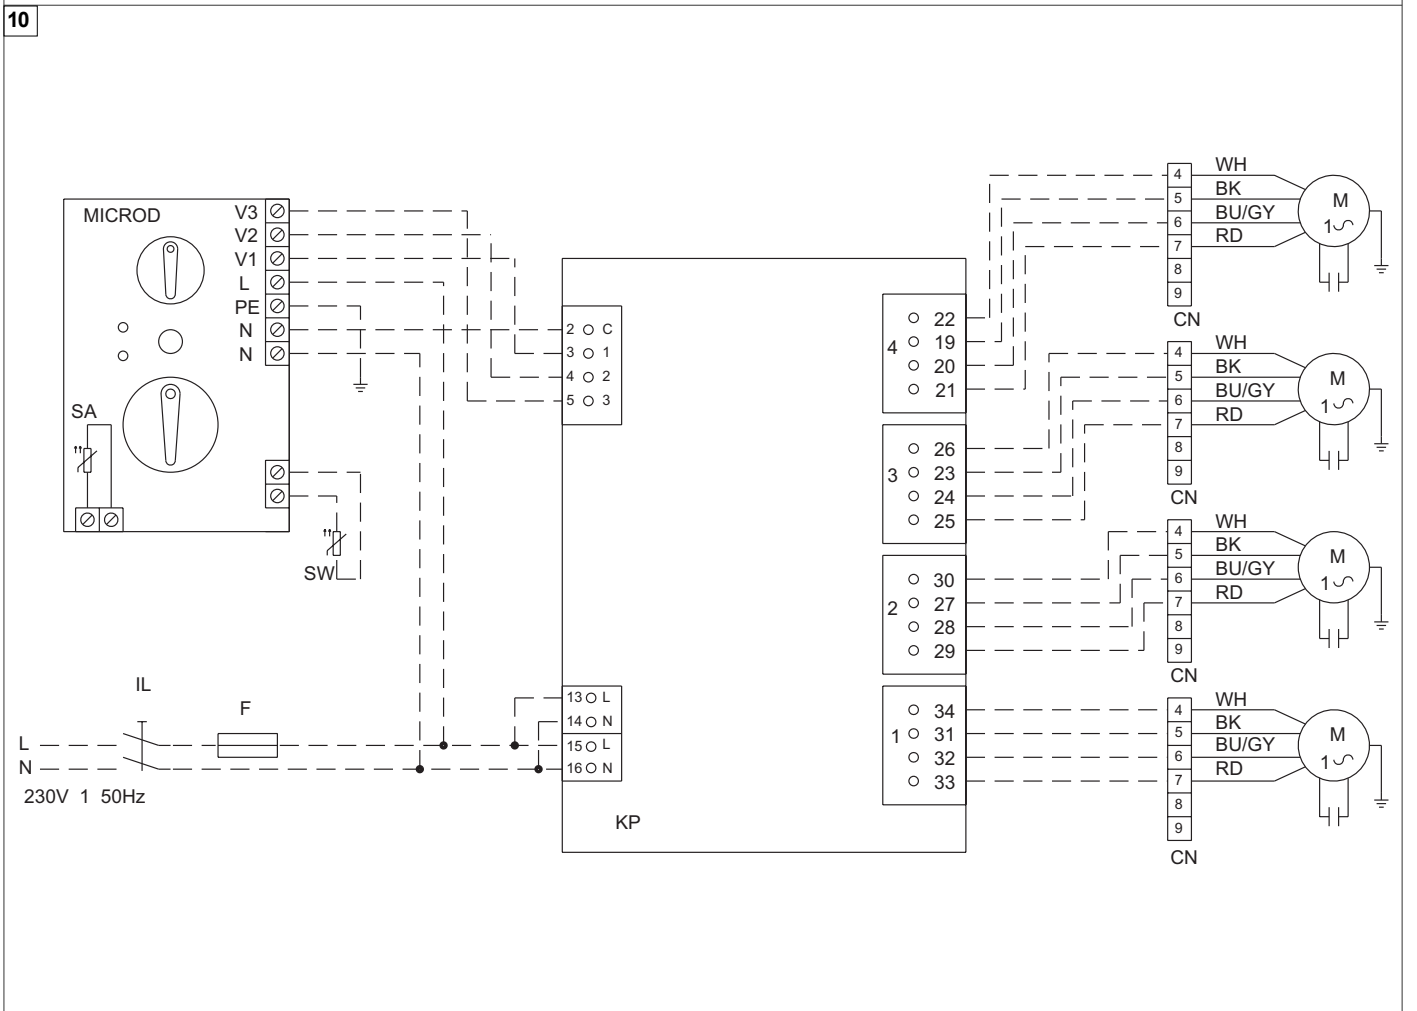 10
MICROD
V3
V2
V1
L
PE
N
N
SA
SW
IL
F
L
N
230V 1 50Hz
2 C
3 1
4 2
5 3
13 L
14 N
15 L
16 N
KP
4
22
19
20
21
3
26
23
24
25
2
30
27
28
29
1
34
31
32
33
4 WH
5 BK
6 BU/GY
7 RD
8
9
CN
M
1
4 WH
5 BK
6 BU/GY
7 RD
8
9
CN
M
1
4 WH
5 BK
6 BU/GY
7 RD
8
9
CN
M
1
4 WH
5 BK
6 BU/GY
7 RD
8
9
CN
M
1